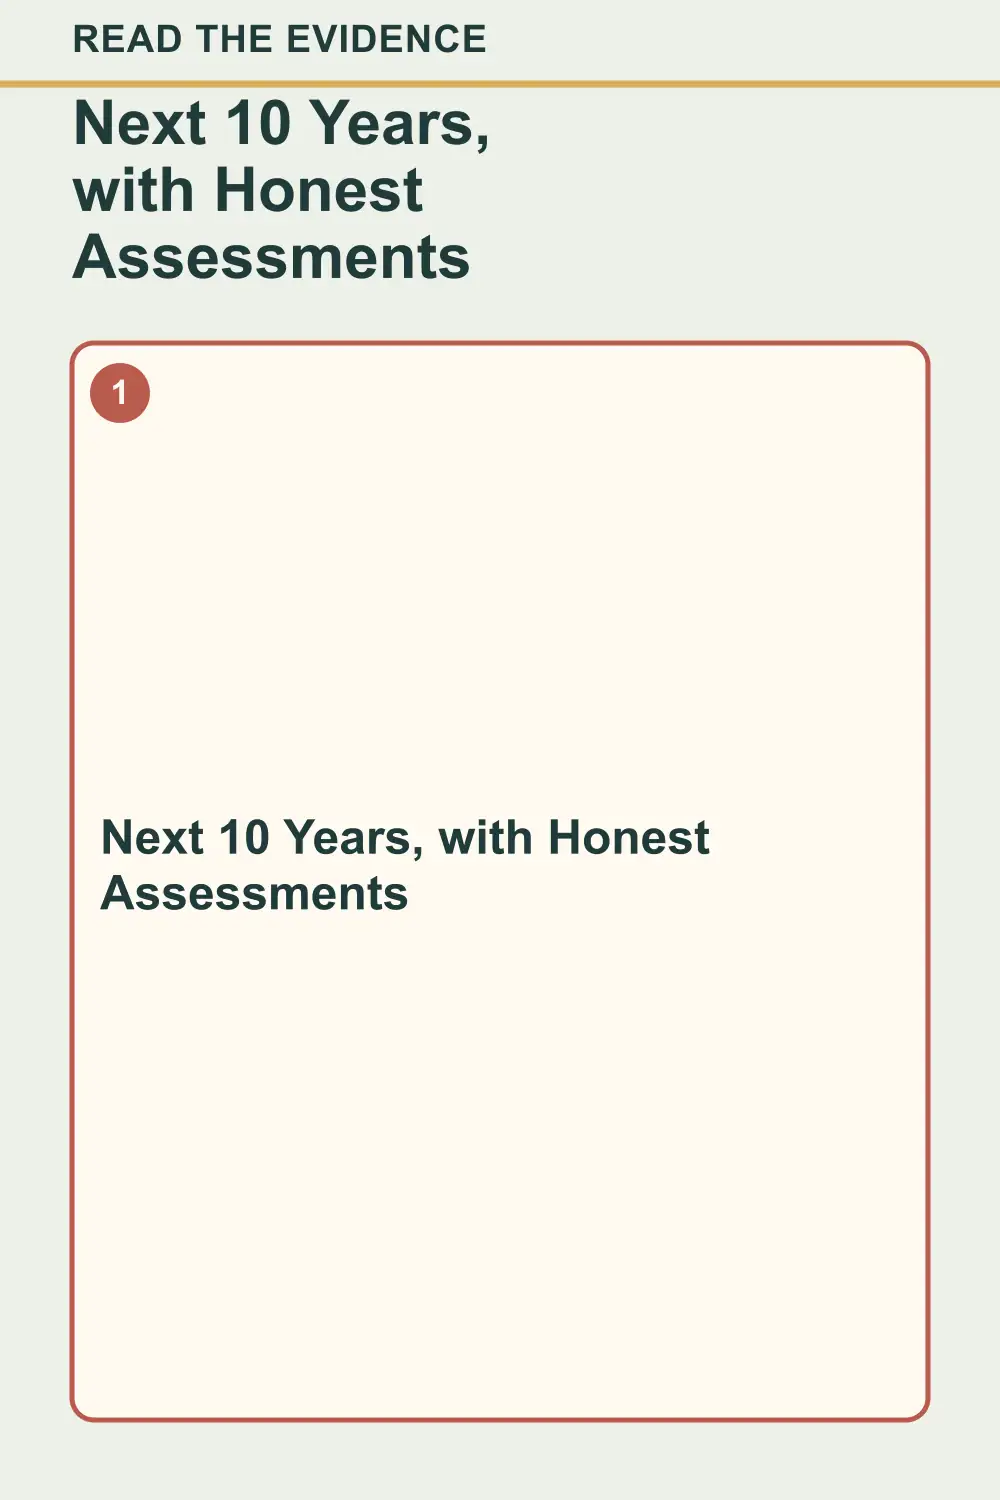 READ THE EVIDENCE
Next 10 Years,
with Honest
Assessments
1
Next 10 Years, with Honest
Assessments